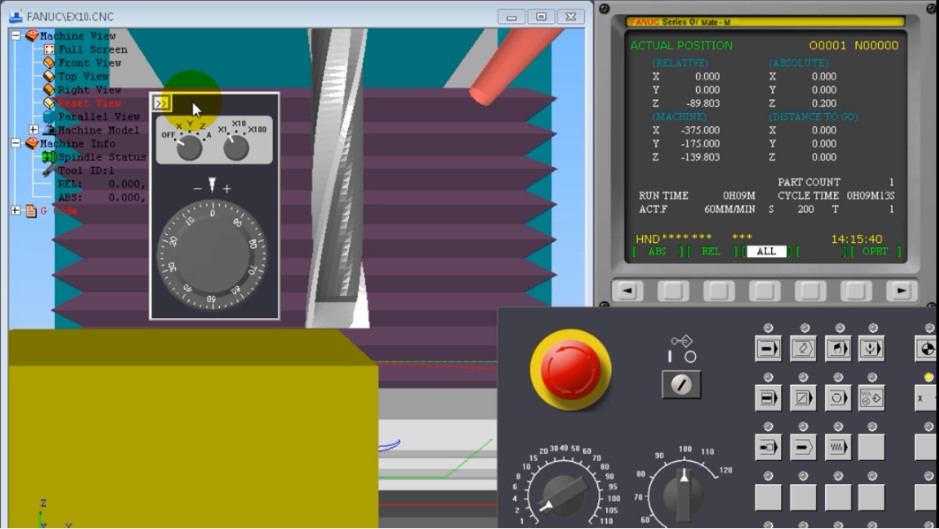 FANUC\EX10.CNC
Machine View
Full Screen
Front View
Top View
Right View
Reset View
Parallel View
Machine Model
Machine Info
Spindle Status
Tool ID:1
REL: 0.000,
ABS: 0.000,
G Code
>>
OFF X Y Z A
X1 X10 X100
- +
0 10 20 30 40 50 60 70 80 90
Z
FANUC Series 0i Mate-M
ACTUAL POSITION O0001 N00000
(RELATIVE) (ABSOLUTE)
X 0.000 X 0.000
Y 0.000 Y 0.000
Z -89.803 Z 0.200
(MACHINE) (DISTANCE TO GO)
X -375.000 X 0.000
Y -175.000 Y 0.000
Z -139.803 Z 0.000
PART COUNT 1
RUN TIME 0H09M CYCLE TIME 0H09M13S
ACT.F 60MM/MIN S 200 T 1
HND******* *** 14:15:40
[ ABS ][ REL ][ ALL ][ ][ OPRT ]
I O
1 2 4 6 8 10 15 20 30 40 50 60 70 80 90 95 100 105 110
60 70 80 90 100 110 120
X